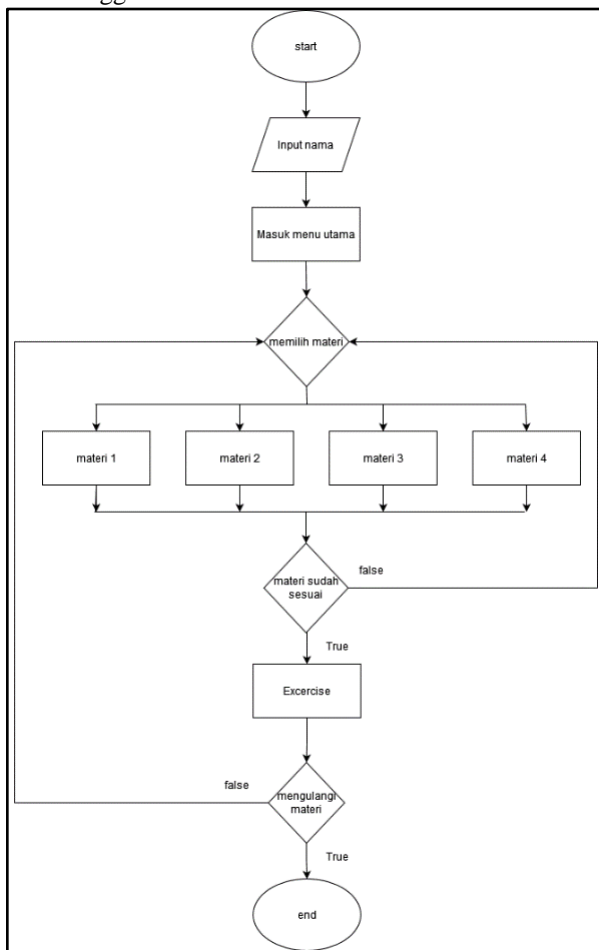 start
Input nama
Masuk menu utama
memilih materi
materi 1
materi 2
materi 3
materi 4
materi sudah
sesuai
false
True
Excercise
false
mengulangi
materi
True
end